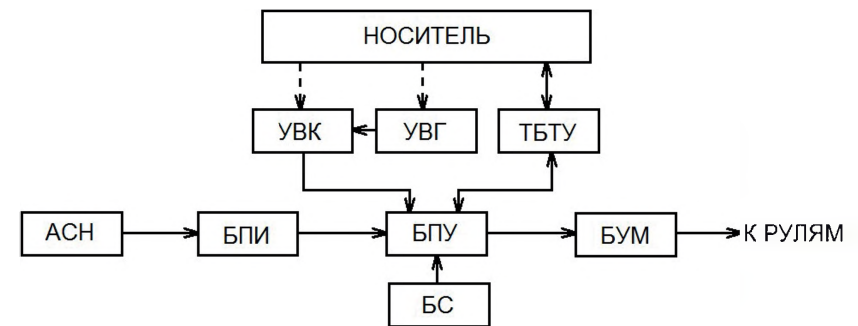 НОСИТЕЛЬ
УВК
УВГ
ТБТУ
АСН
БПИ
БПУ
БУМ
К РУЛЯМ
БС